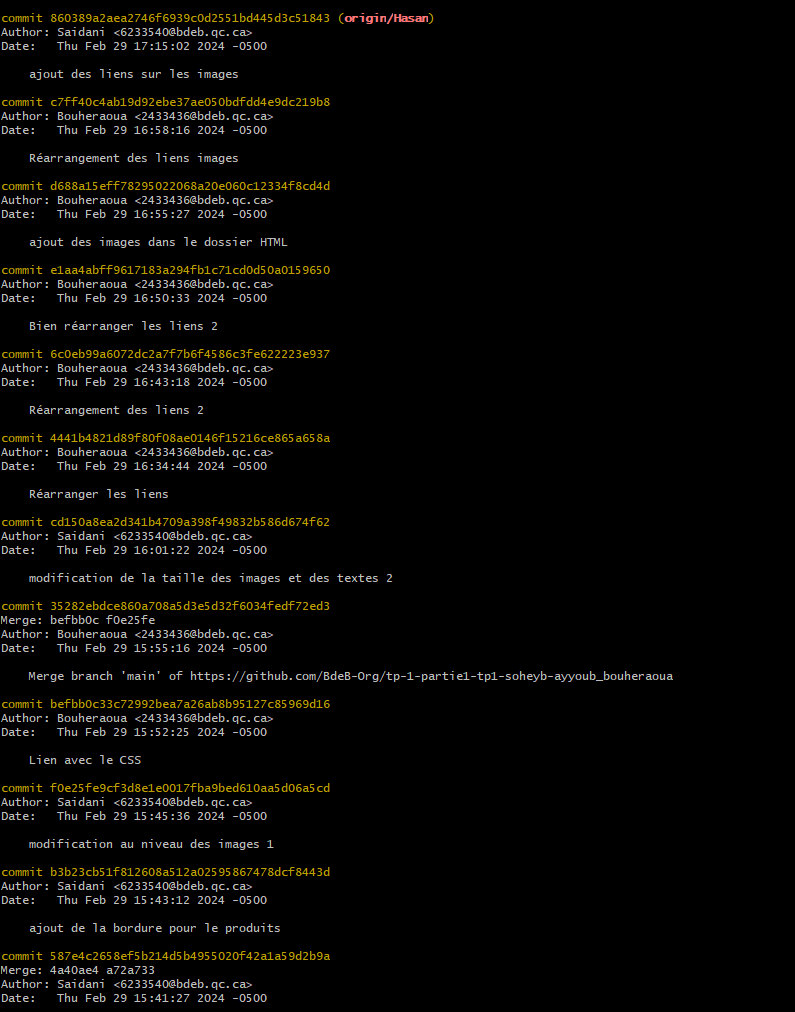 commit 860389a2aea2746f6939c0d2551bd445d3c51843 (origin/Hasan)
Author: Saidani <6233540@bdeb.qc.ca>
Date:   Thu Feb 29 17:15:02 2024 -0500
ajout des liens sur les images
commit c7ff40c4ab19d92ebe37ae050bdfdd4e9dc219b8
Author: Bouheraoua <2433436@bdeb.qc.ca>
Date:   Thu Feb 29 16:58:16 2024 -0500
Réarrangement des liens images
commit d688a15eff78295022068a20e060c12334f8cd4d
Author: Bouheraoua <2433436@bdeb.qc.ca>
Date:   Thu Feb 29 16:55:27 2024 -0500
ajout des images dans le dossier HTML
commit e1aa4abff9617183a294fb1c71cd0d50a0159650
Author: Bouheraoua <2433436@bdeb.qc.ca>
Date:   Thu Feb 29 16:50:33 2024 -0500
Bien réarranger les liens 2
commit 6c0eb99a6072dc2a7f7b6f4586c3fe622223e937
Author: Bouheraoua <2433436@bdeb.qc.ca>
Date:   Thu Feb 29 16:43:18 2024 -0500
Réarrangement des liens 2
commit 4441b4821d89f80f08ae0146f15216ce865a658a
Author: Bouheraoua <2433436@bdeb.qc.ca>
Date:   Thu Feb 29 16:34:44 2024 -0500
Réarranger les liens
commit cd150a8ea2d341b4709a398f49832b586d674f62
Author: Saidani <6233540@bdeb.qc.ca>
Date:   Thu Feb 29 16:01:22 2024 -0500
modification de la taille des images et des textes 2
commit 35282ebdce860a708a5d3e5d32f6034fedf72ed3
Merge: befbb0c f0e25fe
Author: Bouheraoua <2433436@bdeb.qc.ca>
Date:   Thu Feb 29 15:55:16 2024 -0500
Merge branch 'main' of https://github.com/BdeB-Org/tp-1-partie1-tp1-soheyb-ayyoub_bouheraoua
commit befbb0c33c72992bea7a26ab8b95127c85969d16
Author: Bouheraoua <2433436@bdeb.qc.ca>
Date:   Thu Feb 29 15:52:25 2024 -0500
Lien avec le CSS
commit f0e25fe9cf3d8e1e0017fba9bed610aa5d06a5cd
Author: Saidani <6233540@bdeb.qc.ca>
Date:   Thu Feb 29 15:45:36 2024 -0500
modification au niveau des images 1
commit b3b23cb51f812608a512a02595867478dcf8443d
Author: Saidani <6233540@bdeb.qc.ca>
Date:   Thu Feb 29 15:43:12 2024 -0500
ajout de la bordure pour le produits
commit 587e4c2658ef5b214d5b4955020f42a1a59d2b9a
Merge: 4a40ae4 a72a733
Author: Saidani <6233540@bdeb.qc.ca>
Date:   Thu Feb 29 15:41:27 2024 -0500